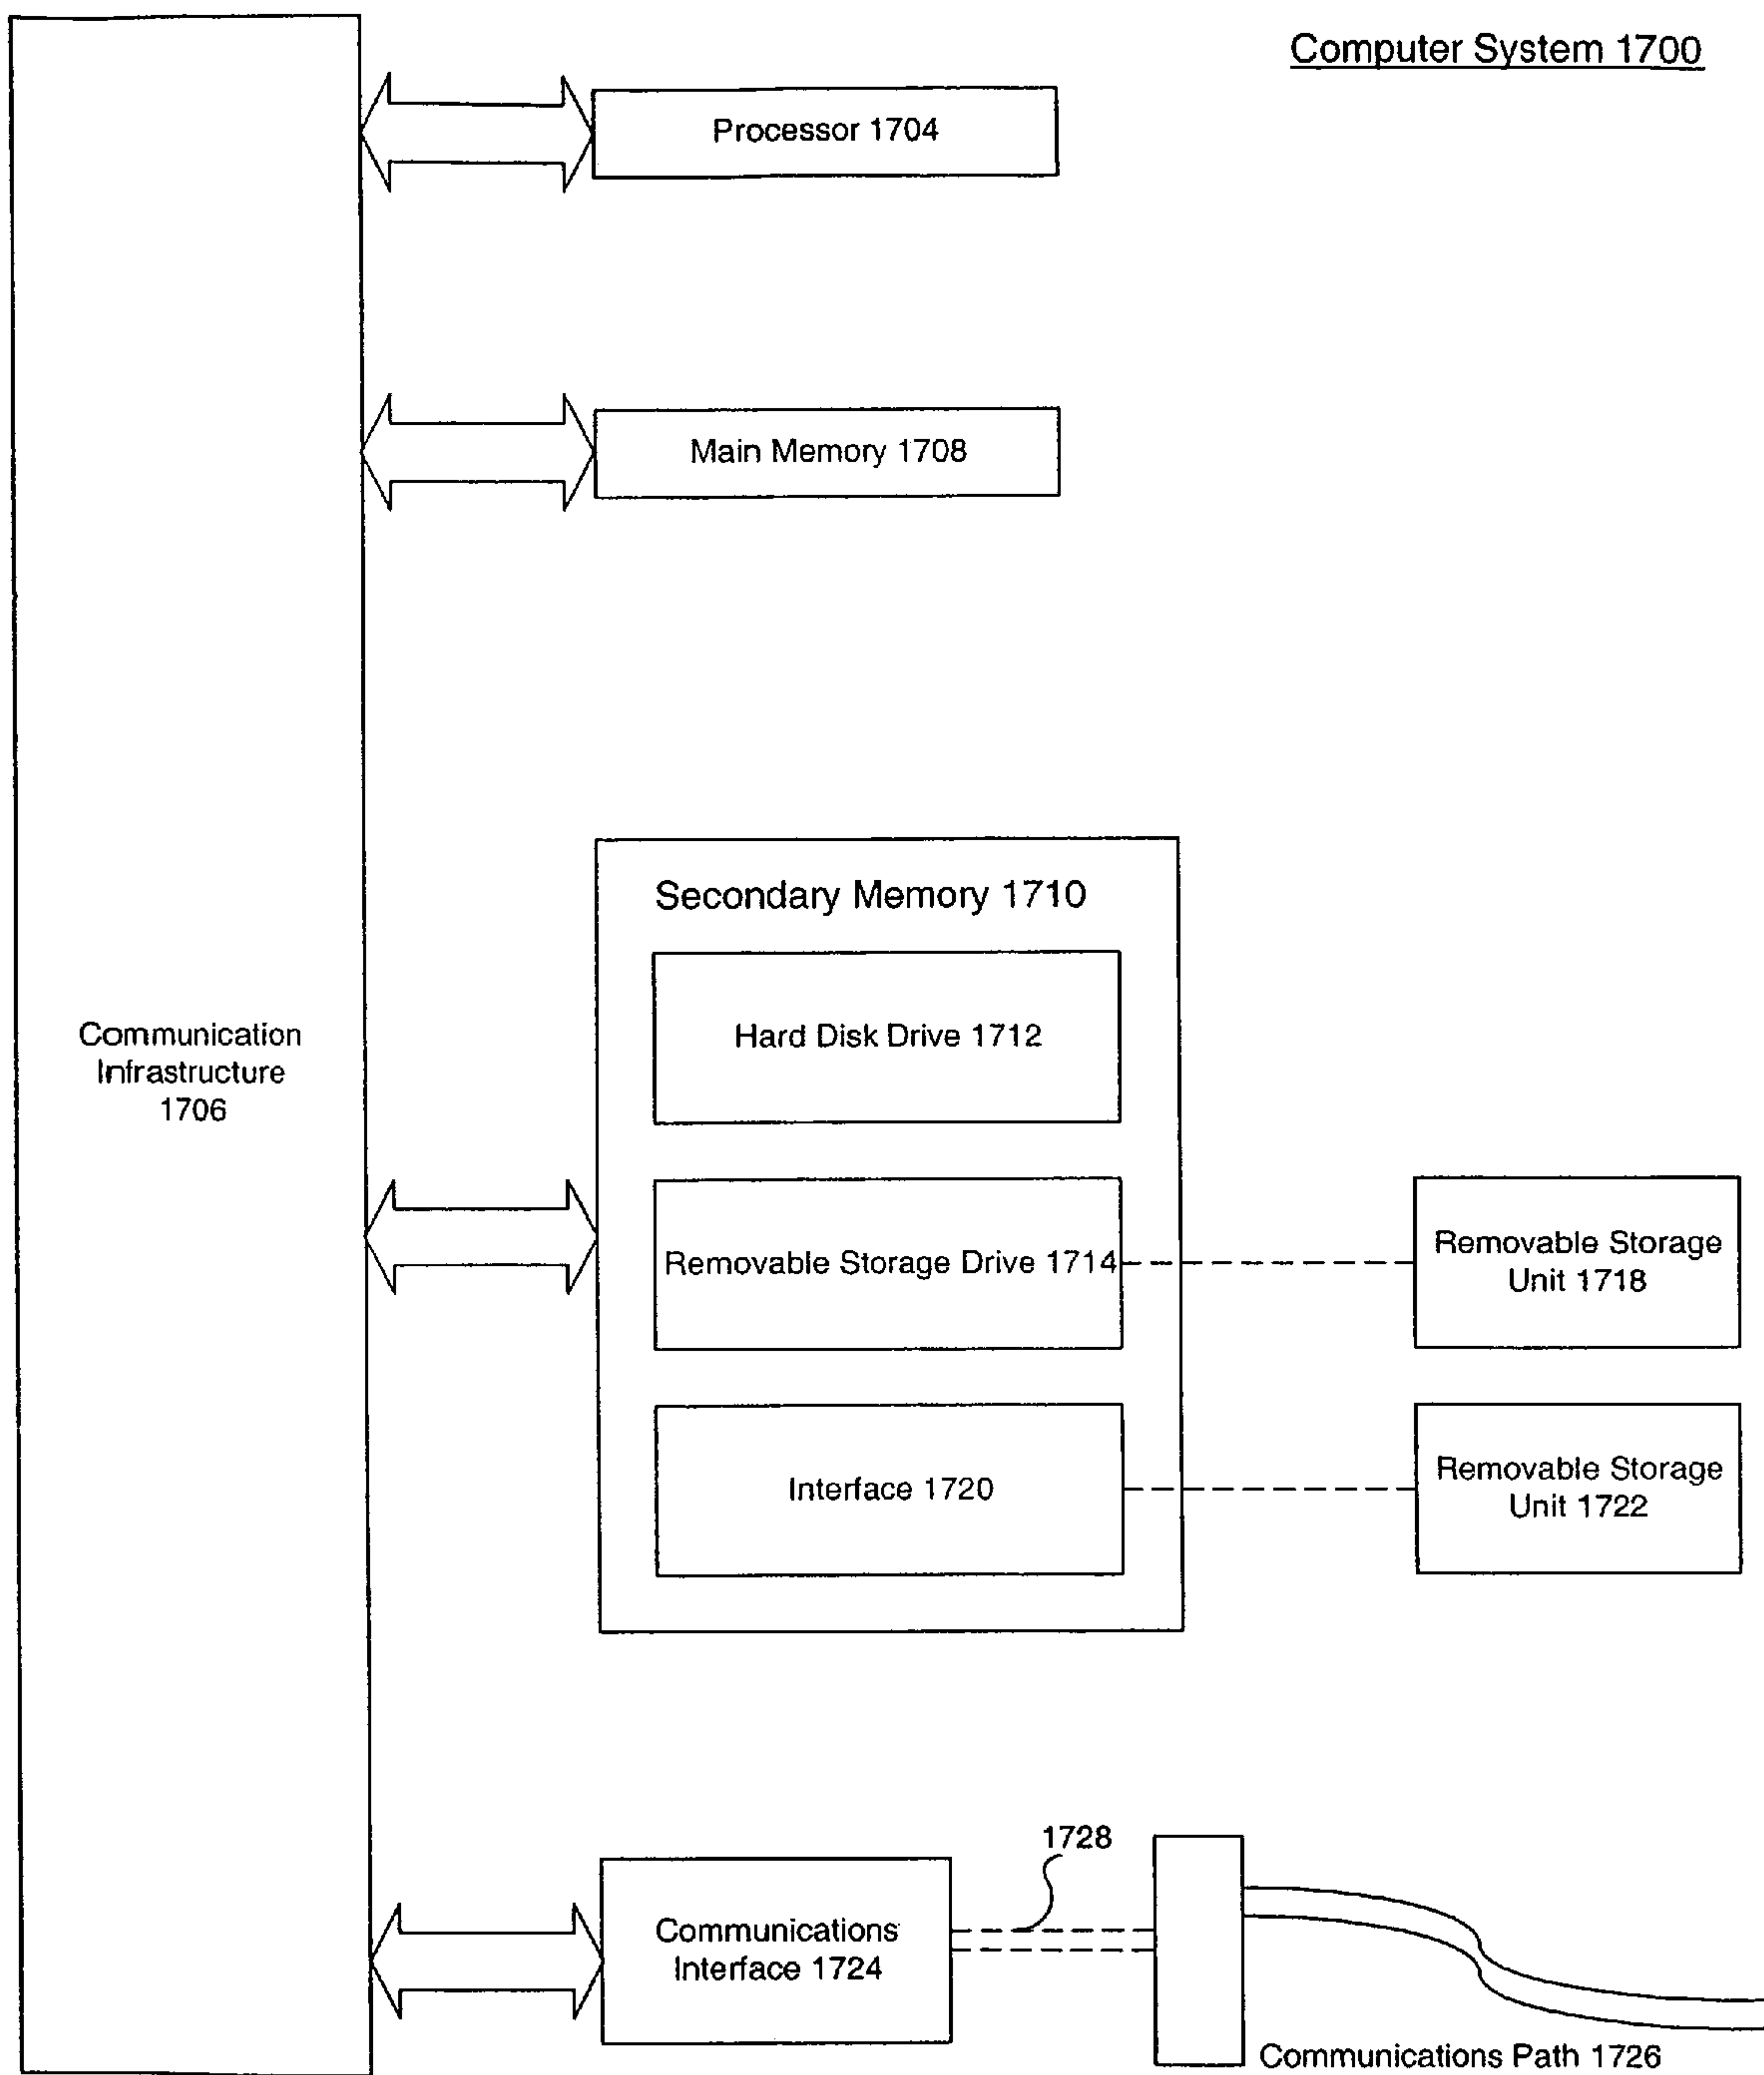 Computer System 1700
Processor 1704
Main Memory 1708
Secondary Memory 1710
Hard Disk Drive 1712
Communication
Infrastructure
1706
Removable Storage Drive 1714
Removable Storage
Unit 1718
Interface 1720
Removable Storage
Unit 1722
1728
Communications
Interface 1724
Communications Path 1726